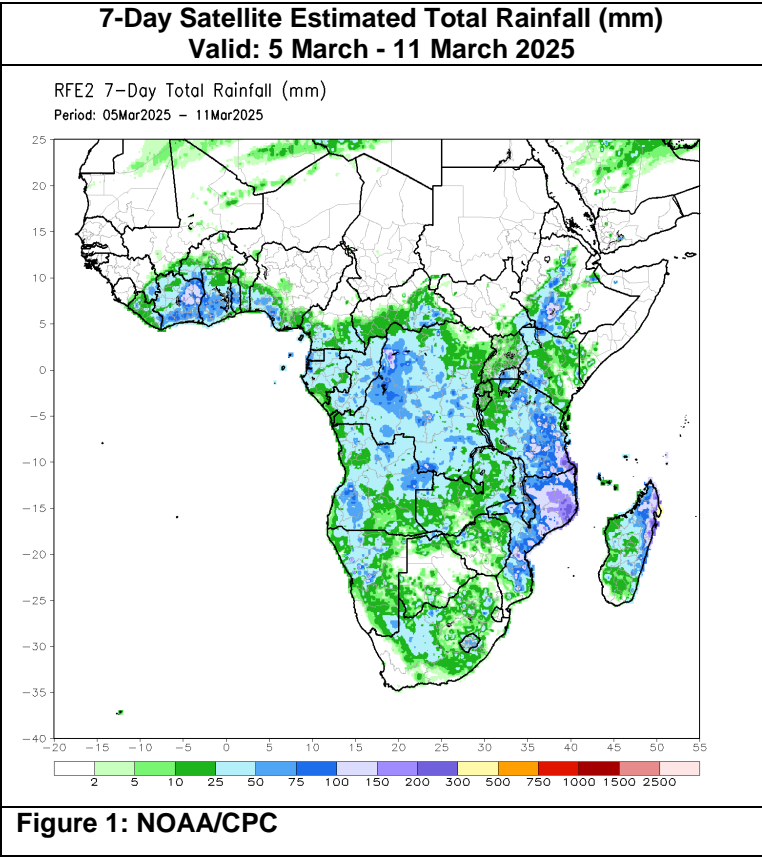 7-Day Satellite Estimated Total Rainfall (mm)
Valid: 5 March - 11 March 2025
RFE2 7-Day Total Rainfall (mm)
Period: 05Mar2025 - 11Mar2025
25
20
15
10
5
0
-5
-10
-15
-20
-25
-30
-35
-40
-20 -15 -10 -5 0 5 10 15 20 25 30 35 40 45 50 55
2 5 10 25 50 75 100 150 200 300 500 750 1000 1500 2500
Figure 1: NOAA/CPC